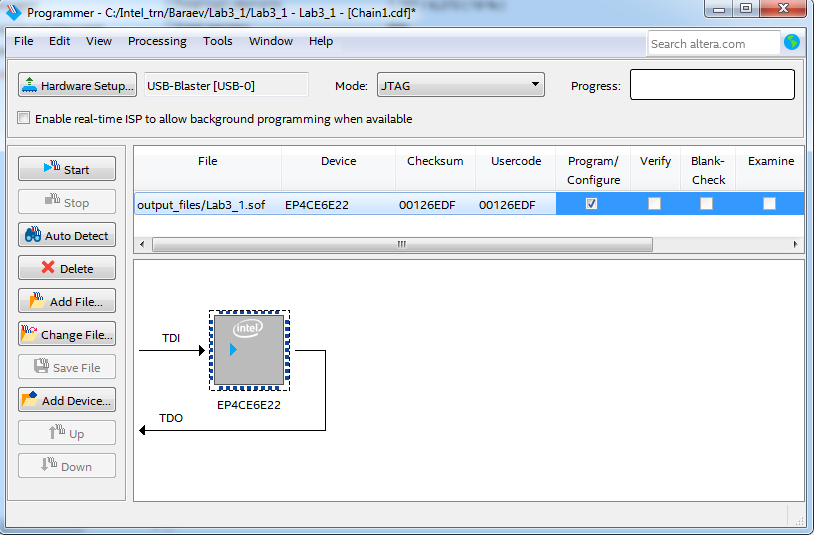 Programmer - C:/Intel_trn/Baraev/Lab3_1/Lab3_1 - Lab3_1 - [Chain1.cdf]*
File Edit View Processing Tools Window Help
Search altera.com
Hardware Setup... USB-Blaster [USB-0] Mode: JTAG Progress:
Enable real-time ISP to allow background programming when available
Start
Stop
Auto Detect
Delete
Add File...
Change File...
Save File
Add Device...
Up
Down
File Device Checksum Usercode Program/ Verify Blank- Examine
Configure Check
output_files/Lab3_1.sof EP4CE6E22 00126EDF 00126EDF
intel
TDI
EP4CE6E22
TDO